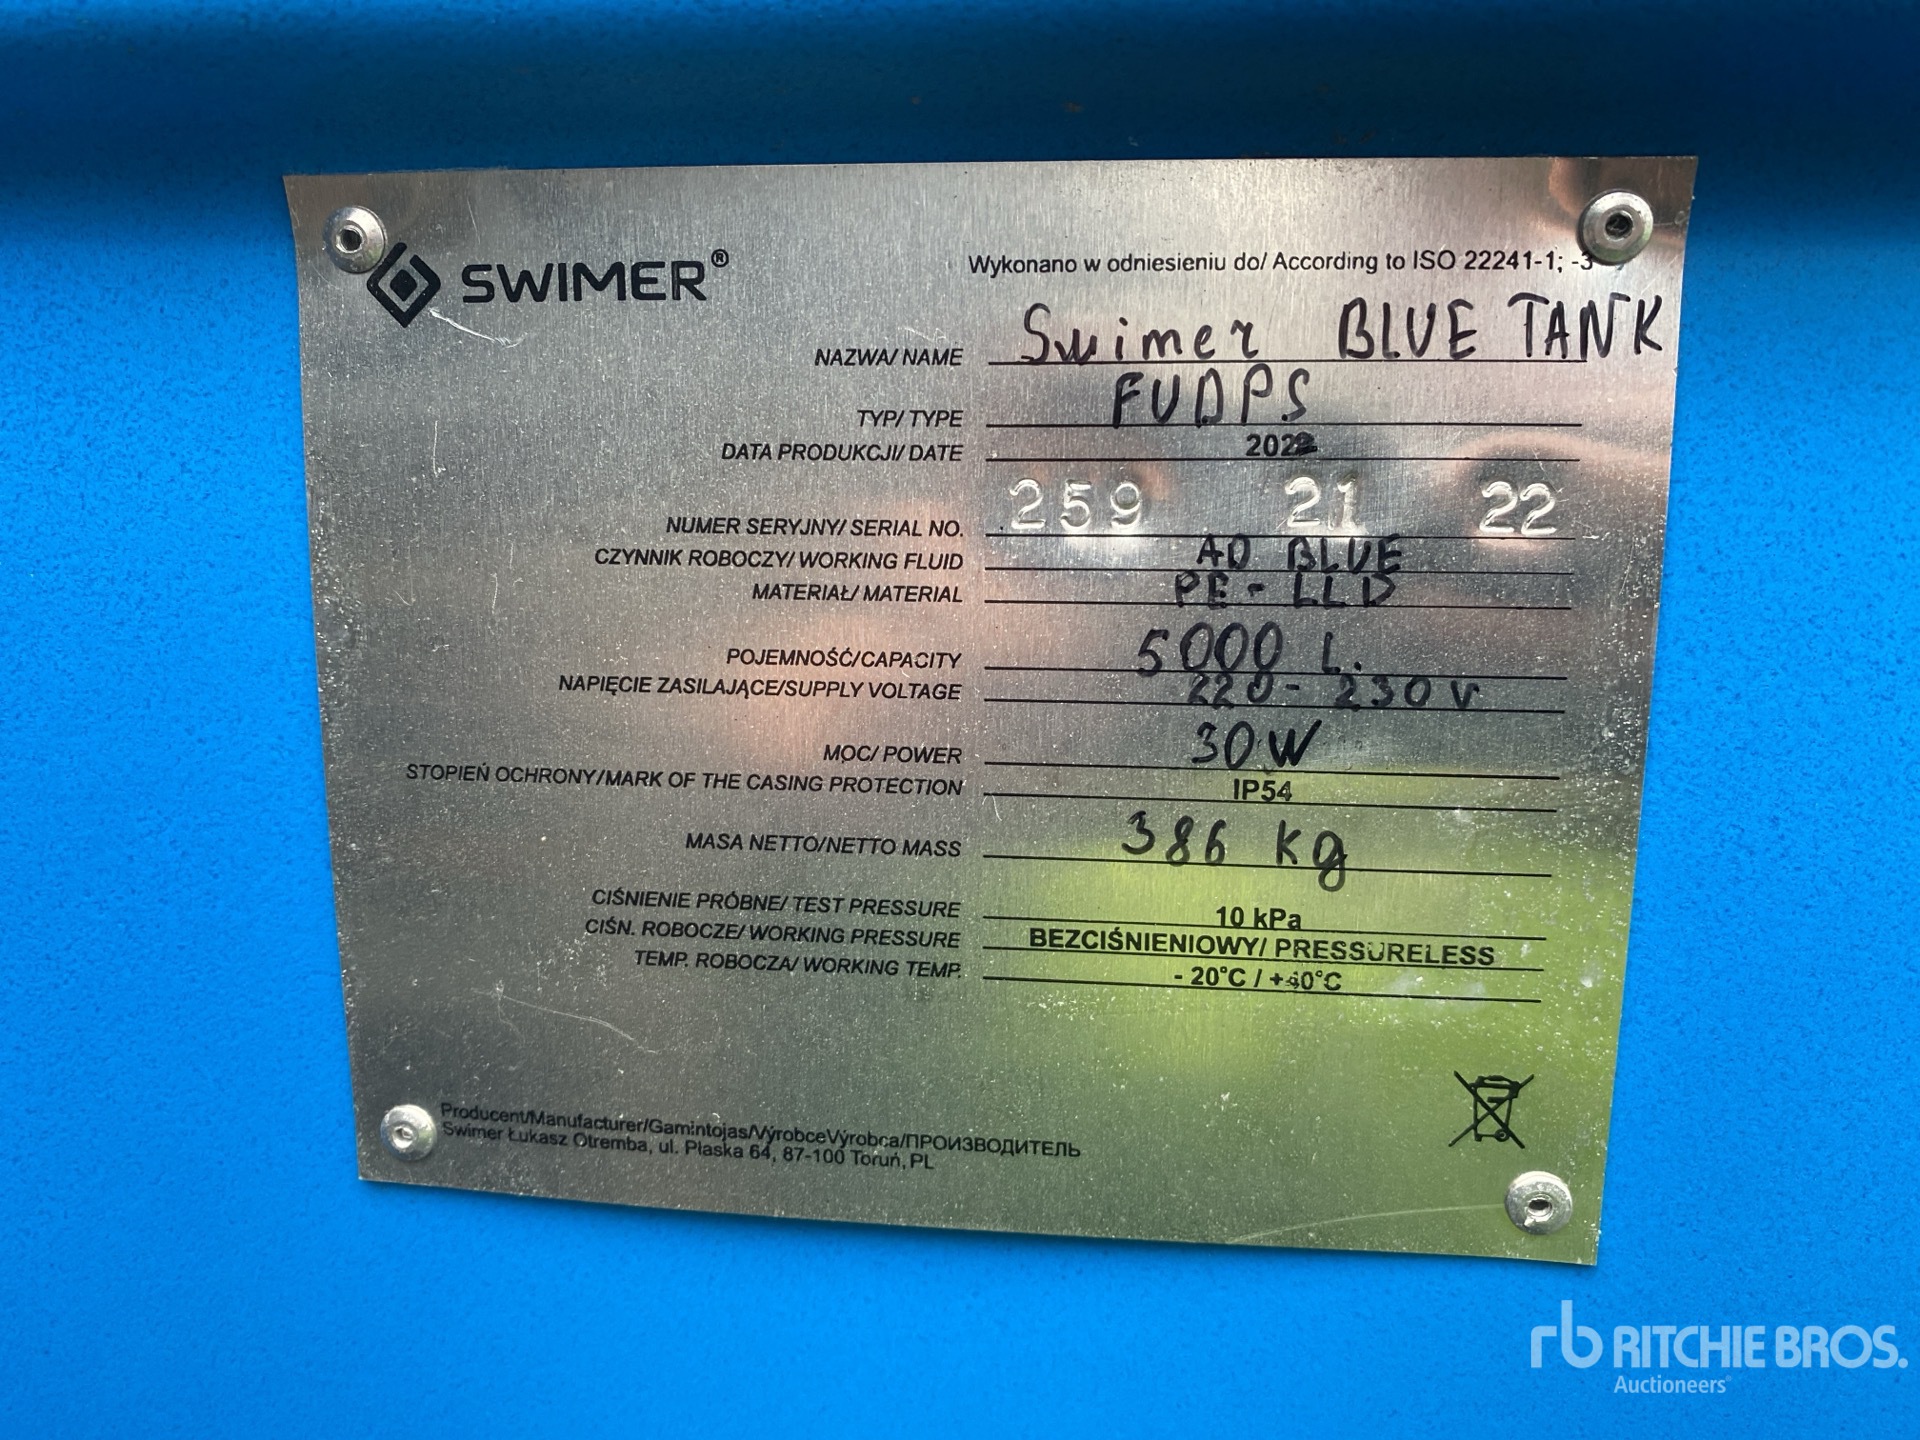 SWIMER®
Wykonano w odniesieniu do/ According to ISO 22241-1; -3
NAZWA/ NAME Swimer BLUE TANK
TYP/ TYPE FUDPS
DATA PRODUKCJI/ DATE 2022
NUMER SERYJNY/ SERIAL NO. 259 21 22
CZYNNIK ROBOCZY/ WORKING FLUID AD BLUE
MATERIAŁ/ MATERIAL PE-LLD
POJEMNOŚĆ/CAPACITY 5000 L.
NAPIĘCIE ZASILAJĄCE/SUPPLY VOLTAGE 220-230V
MOC/ POWER 30W
STOPIEŃ OCHRONY/MARK OF THE CASING PROTECTION IP54
MASA NETTO/NETTO MASS 386 kg
CIŚNIENIE PRÓBNE/ TEST PRESSURE 10 kPa
CIŚN. ROBOCZE/ WORKING PRESSURE BEZCIŚNIENIOWY/ PRESSURELESS
TEMP. ROBOCZA/ WORKING TEMP. - 20°C / +40°C
Producent/Manufacturer/Gamintojas/VýrobceVýrobca/ПРОИЗВОДИТЕЛЬ
Swimer Łukasz Otremba, ul. Płaska 64, 87-100 Toruń, PL
rb RITCHIE BROS.
Auctioneers®